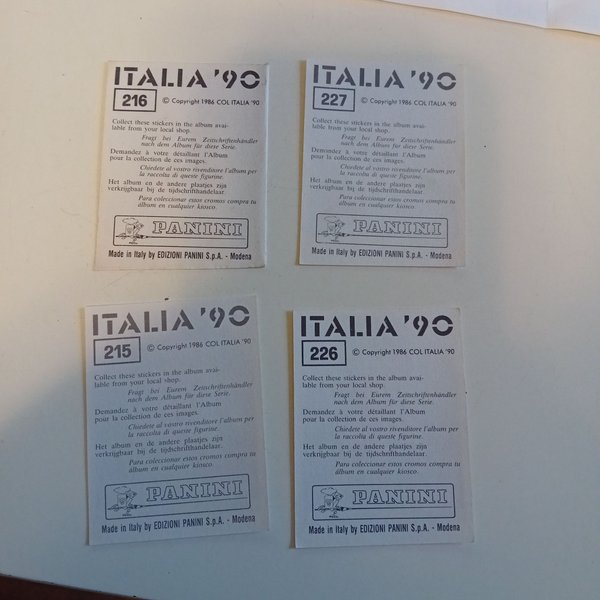 ITALIA '90
216 © Copyright 1986 COL ITALIA '90
Collect these stickers in the album avai-
lable from your local shop.
Fragt bei Eurem Zeitschriftenhändler
nach dem Album für diese Serie.
Demandez à votre détaillant l'Album
pour la collection de ces images.
Chiedete al vostro rivenditore l'album per
la raccolta di queste figurine.
Het album en de andere plaatjes zijn
verkrijgbaar bij de tijdschrifthandelaar.
Para coleccionar estos cromos compra tu
álbum en cualquier kiosco.
PANINI
Made in Italy by EDIZIONI PANINI S.p.A. - Modena
ITALIA '90
227 © Copyright 1986 COL ITALIA '90
Collect these stickers in the album avai-
lable from your local shop.
Fragt bei Eurem Zeitschriftenhändler
nach dem Album für diese Serie.
Demandez à votre détaillant l'Album
pour la collection de ces images.
Chiedete al vostro rivenditore l'album per
la raccolta di queste figurine.
Het album en de andere plaatjes zijn
verkrijgbaar bij de tijdschrifthandelaar.
Para coleccionar estos cromos compra tu
álbum en cualquier kiosco.
PANINI
Made in Italy by EDIZIONI PANINI S.p.A. - Modena
ITALIA '90
215 © Copyright 1986 COL ITALIA '90
Collect these stickers in the album avai-
lable from your local shop.
Fragt bei Eurem Zeitschriftenhändler
nach dem Album für diese Serie.
Demandez à votre détaillant l'Album
pour la collection de ces images.
Chiedete al vostro rivenditore l'album per
la raccolta di queste figurine.
Het album en de andere plaatjes zijn
verkrijgbaar bij de tijdschrifthandelaar.
Para coleccionar estos cromos compra tu
álbum en cualquier kiosco.
PANINI
Made in Italy by EDIZIONI PANINI S.p.A. - Modena
ITALIA '90
226 © Copyright 1986 COL ITALIA '90
Collect these stickers in the album avai-
lable from your local shop.
Fragt bei Eurem Zeitschriftenhändler
nach dem Album für diese Serie.
Demandez à votre détaillant l'Album
pour la collection de ces images.
Chiedete al vostro rivenditore l'album per
la raccolta di queste figurine.
Het album en de andere plaatjes zijn
verkrijgbaar bij de tijdschrifthandelaar.
Para coleccionar estos cromos compra tu
álbum en cualquier kiosco.
PANINI
Made in Italy by EDIZIONI PANINI S.p.A. - Modena